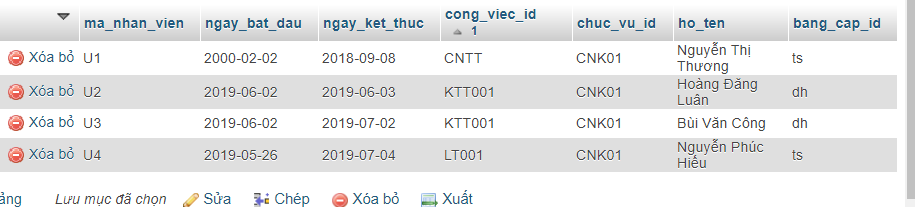 ma_nhan_vien ngay_bat_dau ngay_ket_thuc cong_viec_id 1 chuc_vu_id ho_ten bang_cap_id
Xóa bỏ U1 2000-02-02 2018-09-08 CNTT CNK01 Nguyễn Thị Thương ts
Xóa bỏ U2 2019-06-02 2019-06-03 KTT001 CNK01 Hoàng Đăng Luân dh
Xóa bỏ U3 2019-06-02 2019-07-02 KTT001 CNK01 Bùi Văn Công dh
Xóa bỏ U4 2019-05-26 2019-07-04 LT001 CNK01 Nguyễn Phúc Hiếu ts
Lưu mục đã chọn Sửa Chép Xóa bỏ Xuất